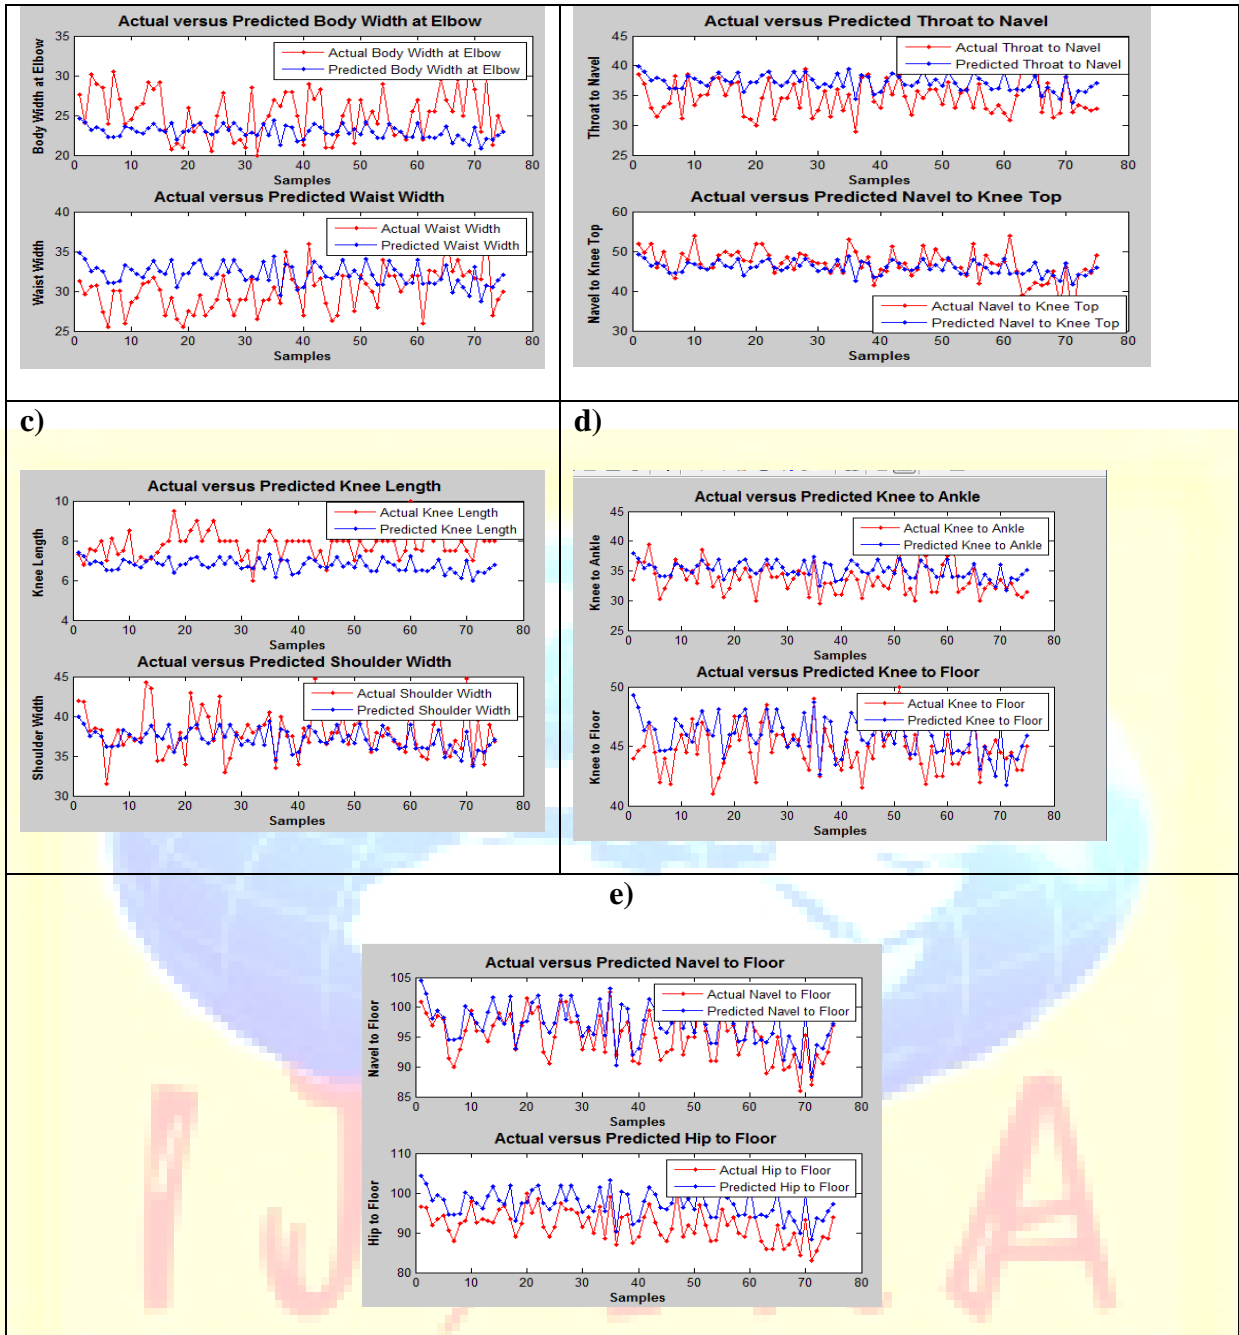 Actual versus Predicted Body Width at Elbow
Body Width at Elbow
35
30
25
20
Actual Body Width at Elbow
Predicted Body Width at Elbow
0 10 20 30 40 50 60 70 80
Samples
Actual versus Predicted Waist Width
Waist Width
40
35
30
25
Actual Waist Width
Predicted Waist Width
0 10 20 30 40 50 60 70 80
Samples
Actual versus Predicted Throat to Navel
Throat to Navel
45
40
35
30
25
Actual Throat to Navel
Predicted Throat to Navel
0 10 20 30 40 50 60 70 80
Samples
Actual versus Predicted Navel to Knee Top
Navel to Knee Top
60
50
40
30
Actual Navel to Knee Top
Predicted Navel to Knee Top
0 10 20 30 40 50 60 70 80
Samples
c)
Actual versus Predicted Knee Length
Knee Length
10
8
6
4
Actual Knee Length
Predicted Knee Length
0 10 20 30 40 50 60 70 80
Samples
Actual versus Predicted Shoulder Width
Shoulder Width
45
40
35
30
Actual Shoulder Width
Predicted Shoulder Width
0 10 20 30 40 50 60 70 80
Samples
d)
Actual versus Predicted Knee to Ankle
Knee to Ankle
45
40
35
30
25
Actual Knee to Ankle
Predicted Knee to Ankle
0 10 20 30 40 50 60 70 80
Samples
Actual versus Predicted Knee to Floor
Knee to Floor
50
45
40
Actual Knee to Floor
Predicted Knee to Floor
0 10 20 30 40 50 60 70 80
Samples
e)
Actual versus Predicted Navel to Floor
Navel to Floor
105
100
95
90
85
Actual Navel to Floor
Predicted Navel to Floor
0 10 20 30 40 50 60 70 80
Samples
Actual versus Predicted Hip to Floor
Hip to Floor
110
100
90
80
Actual Hip to Floor
Predicted Hip to Floor
0 10 20 30 40 50 60 70 80
Samples